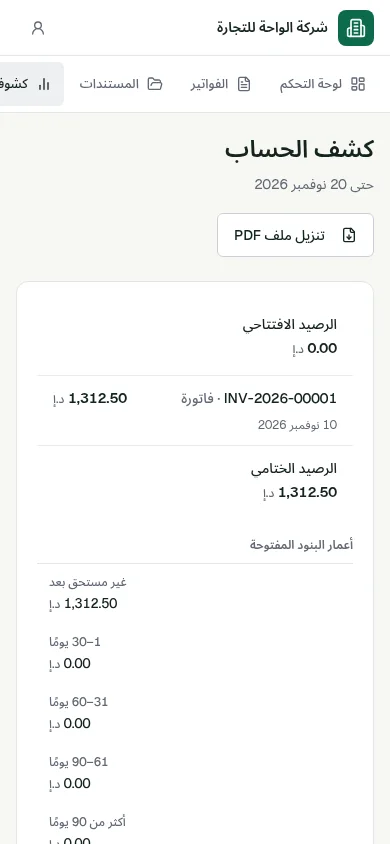 شركة الواحة للتجارة
لوحة التحكم
الفواتير
المستندات
كشف الحساب
حتى 20 نوفمبر 2026
تنزيل ملف PDF
الرصيد الافتتاحي
0.00 د.إ
INV-2026-00001 · فاتورة
1,312.50 د.إ
10 نوفمبر 2026
الرصيد الختامي
1,312.50 د.إ
أعمار البنود المفتوحة
غير مستحق بعد
1,312.50 د.إ
1–30 يومًا
0.00 د.إ
31–60 يومًا
0.00 د.إ
61–90 يومًا
0.00 د.إ
أكثر من 90 يومًا
0.00 د.إ